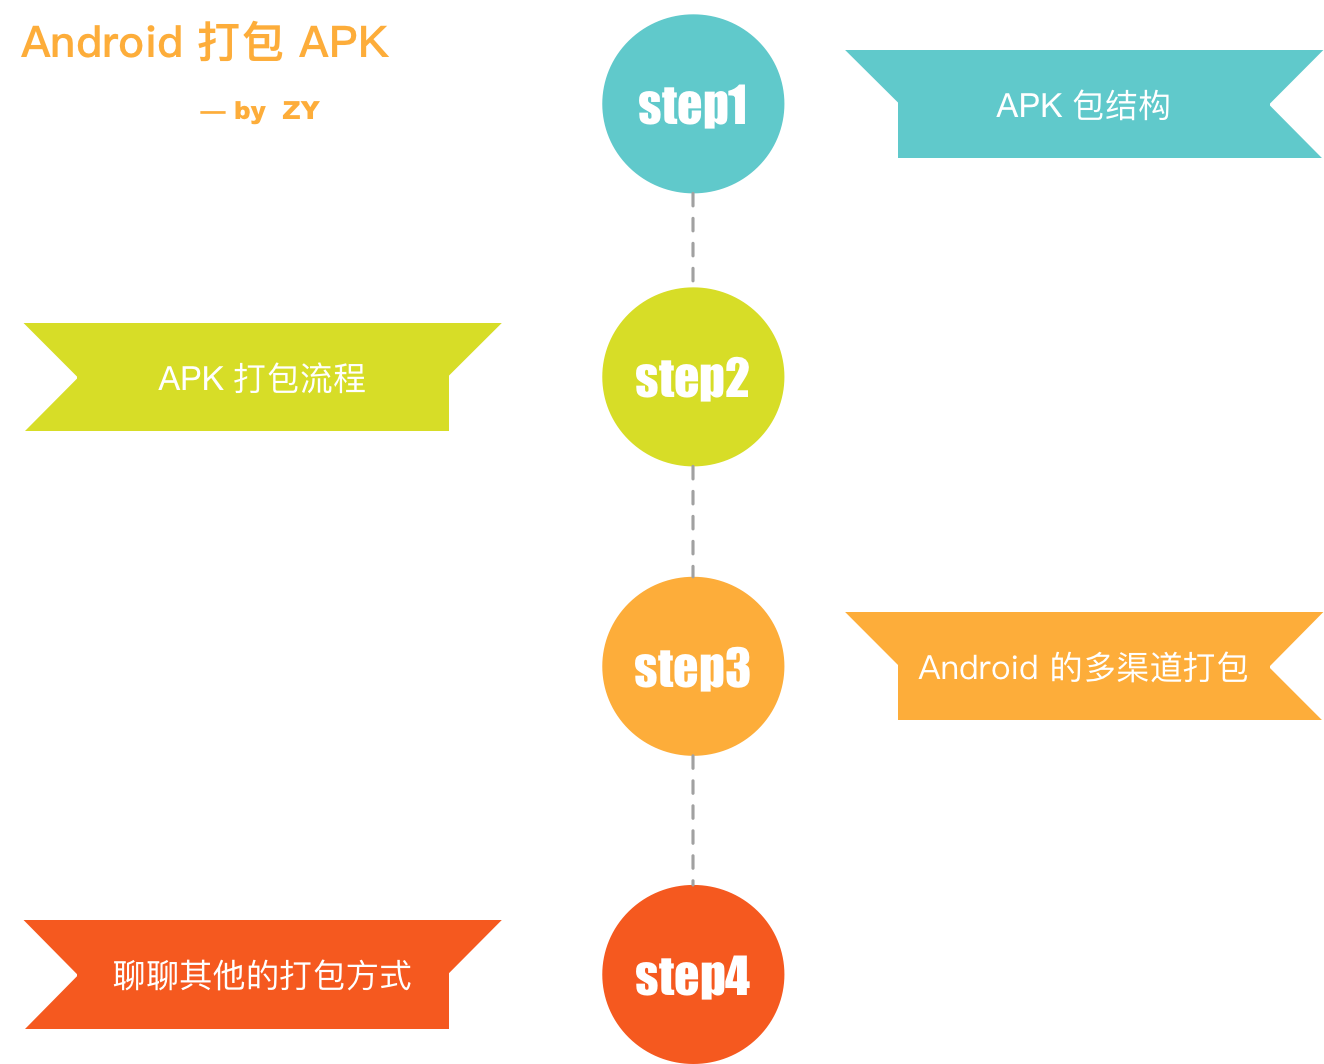 Android 打包 APK
— by ZY
step1
APK 包结构
step2
APK 打包流程
step3
Android 的多渠道打包
step4
聊聊其他的打包方式